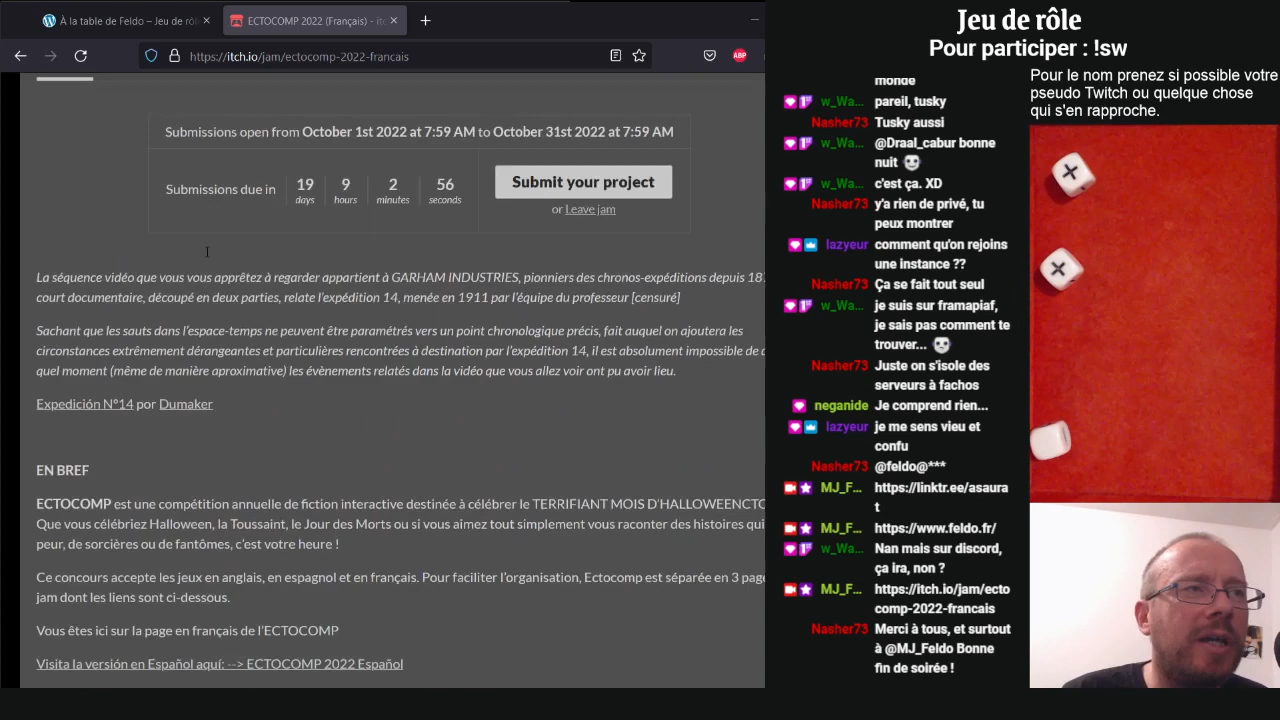 À la table de Feldo – Jeu de rôl
ECTOCOMP 2022 (Français) - itc
https://itch.io/jam/ectocomp-2022-francais
ABP
Submissions open from October 1st 2022 at 7:59 AM to October 31st 2022 at 7:59 AM
Submissions due in
19 9 2 56
days hours minutes seconds
Submit your project
or Leave jam
La séquence vidéo que vous vous apprêtez à regarder appartient à GARHAM INDUSTRIES, pionniers des chronos-expéditions depuis 187
court documentaire, découpé en deux parties, relate l’expédition 14, menée en 1911 par l’équipe du professeur [censuré]
Sachant que les sauts dans l’espace-temps ne peuvent être paramétrés vers un point chronologique précis, fait auquel on ajoutera les
circonstances extrêmement dérangeantes et particulières rencontrées à destination par l’expédition 14, il est absolument impossible de
quel moment (même de manière aproximative) les évènements relatés dans la vidéo que vous allez voir ont pu avoir lieu.
Expedición Nº14 por Dumaker
EN BREF
ECTOCOMP est une compétition annuelle de fiction interactive destinée à célébrer le TERRIFIANT MOIS D’HALLOWEENCTO
Que vous célébriez Halloween, la Toussaint, le Jour des Morts ou si vous aimez tout simplement vous raconter des histoires qui
peur, de sorcières ou de fantômes, c’est votre heure !
Ce concours accepte les jeux en anglais, en espagnol et en français. Pour faciliter l’organisation, Ectocomp est séparée en 3 page
jam dont les liens sont ci-dessous.
Vous êtes ici sur la page en français de l’ECTOCOMP
Visita la versión en Español aquí: --> ECTOCOMP 2022 Español
monde
w_Wa... pareil, tusky
Nasher73 Tusky aussi
w_Wa... @Draal_cabur bonne
nuit
w_Wa... c'est ça. XD
Nasher73 y'a rien de privé, tu
peux montrer
lazyeur comment qu'on rejoins
une instance ??
Nasher73 Ça se fait tout seul
w_Wa... je suis sur framapiaf,
je sais pas comment te
trouver...
Nasher73 Juste on s'isole des
serveurs à fachos
neganide Je comprend rien...
lazyeur je me sens vieu et
confu
Nasher73 @feldo@***
MJ_F... https://linktr.ee/asaura
t
MJ_F... https://www.feldo.fr/
w_Wa... Nan mais sur discord,
ça ira, non ?
MJ_F... https://itch.io/jam/ecto
comp-2022-francais
Nasher73 Merci à tous, et surtout
à @MJ_Feldo Bonne
fin de soirée !
Jeu de rôle
Pour participer : !sw
Pour le nom prenez si possible votre
pseudo Twitch ou quelque chose
qui s'en rapproche.